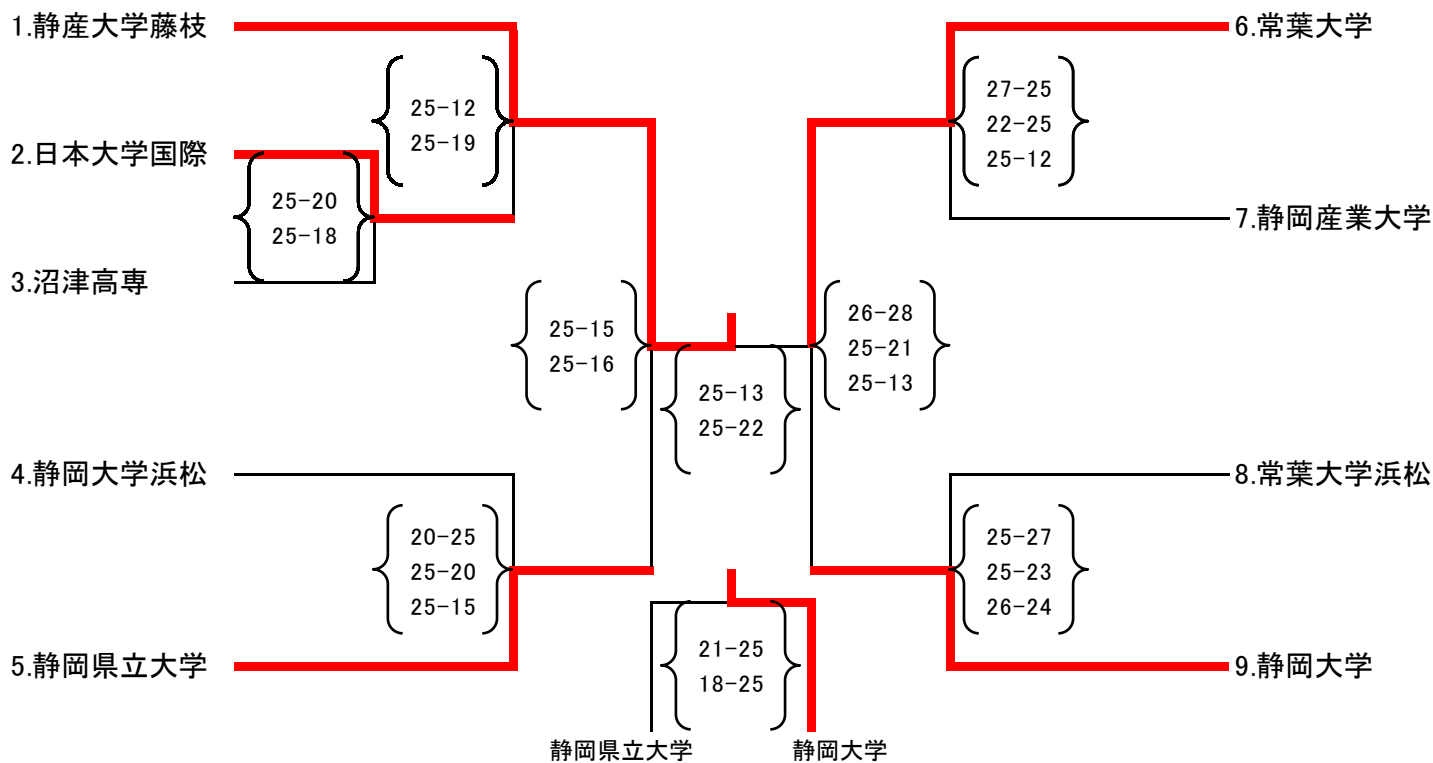 1.静産大学藤枝
25-12
25-19
2.日本大学国際
25-20
25-18
3.沼津高専
25-15
25-16
4.静岡大学浜松
20-25
25-20
25-15
5.静岡県立大学
25-13
25-22
21-25
18-25
静岡県立大学
静岡大学
6.常葉大学
27-25
22-25
25-12
7.静岡産業大学
26-28
25-21
25-13
8.常葉大学浜松
25-27
25-23
26-24
9.静岡大学